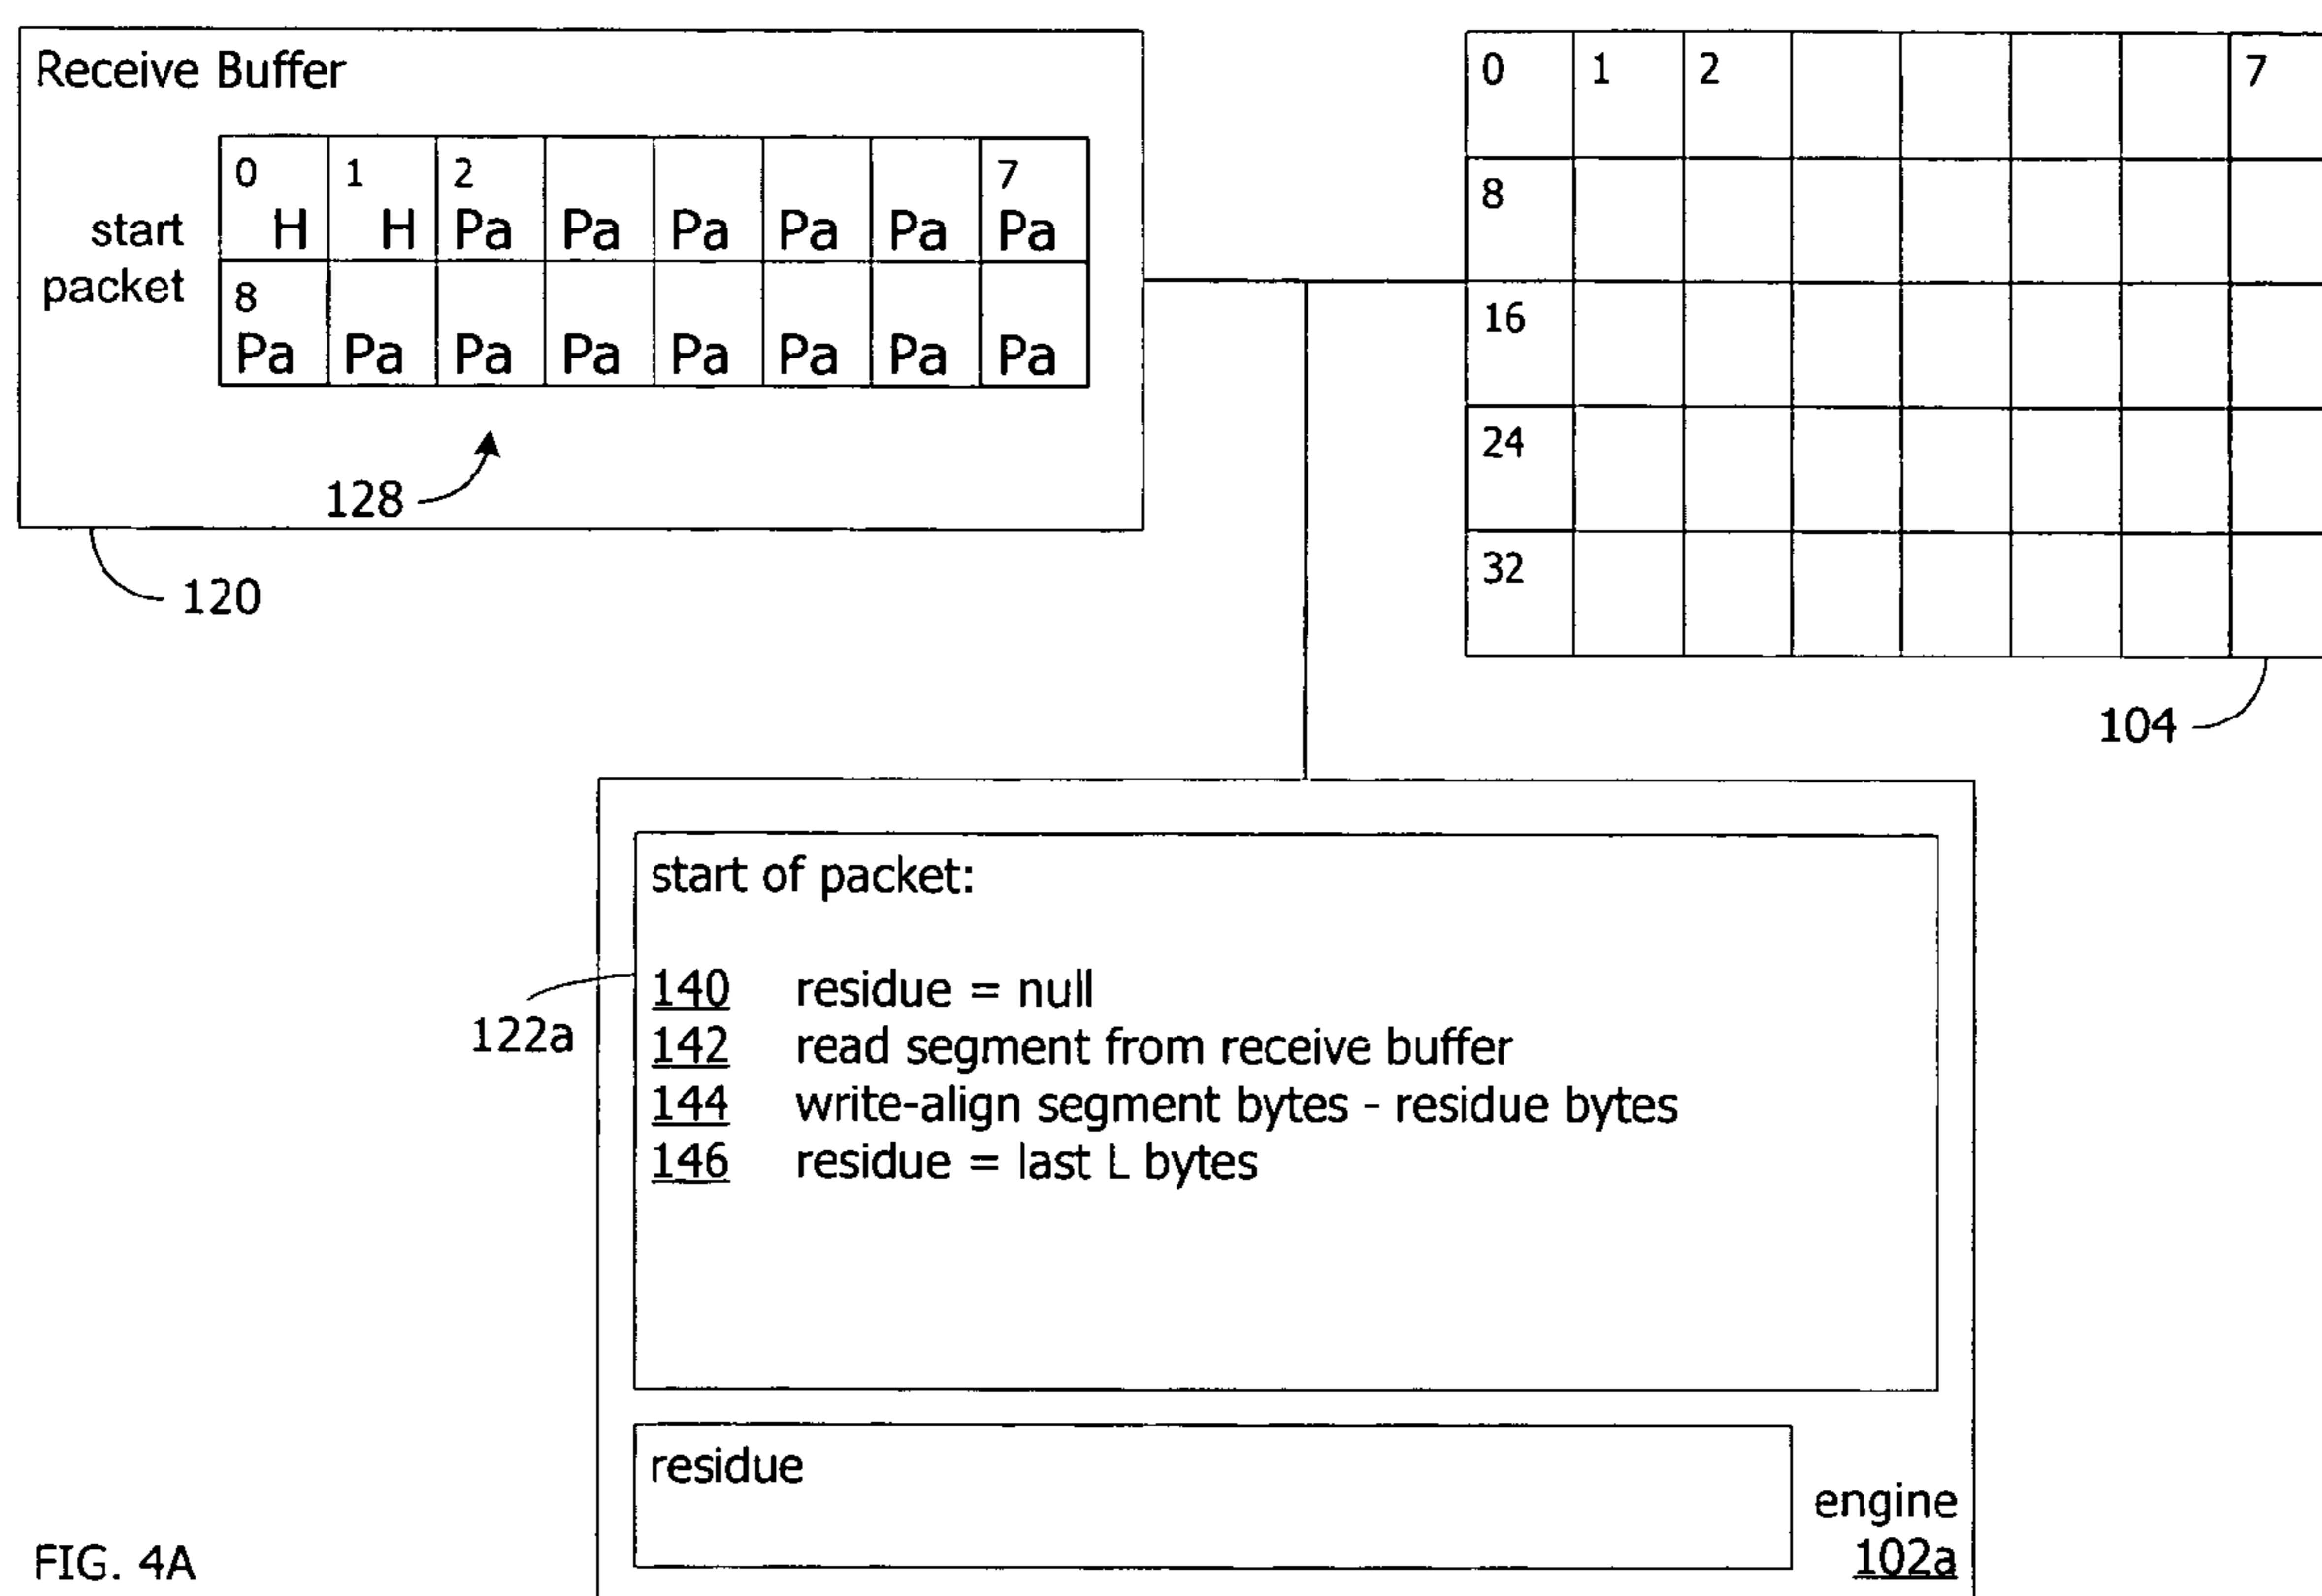 Receive Buffer
start
packet
0 1 2 7
H H Pa Pa Pa Pa Pa Pa
8
Pa Pa Pa Pa Pa Pa Pa Pa
128
120
0 1 2 7
8
16
24
32
104
start of packet:
140 residue = null
142 read segment from receive buffer
144 write-align segment bytes - residue bytes
146 residue = last L bytes
122a
residue
engine
102a
FIG. 4A